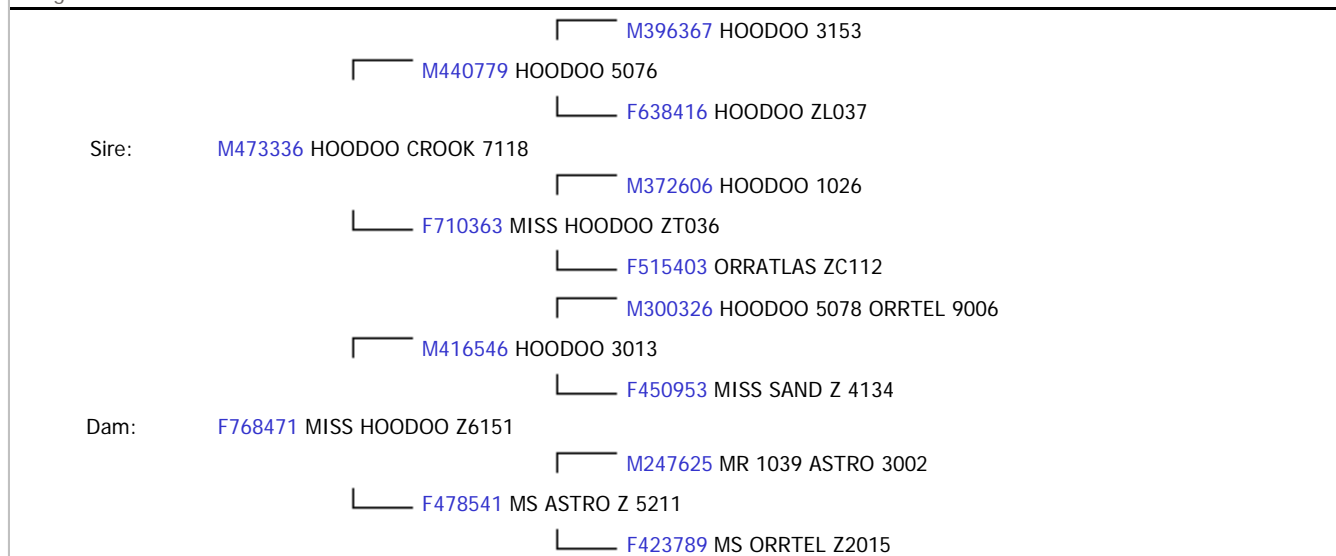 M396367 HOODOO 3153
M440779 HOODOO 5076
F638416 HOODOO ZL037
Sire: M473336 HOODOO CROOK 7118
M372606 HOODOO 1026
F710363 MISS HOODOO ZT036
F515403 ORRATLAS ZC112
M300326 HOODOO 5078 ORRTEL 9006
M416546 HOODOO 3013
F450953 MISS SAND Z 4134
Dam: F768471 MISS HOODOO Z6151
M247625 MR 1039 ASTRO 3002
F478541 MS ASTRO Z 5211
F423789 MS ORRTEL Z2015